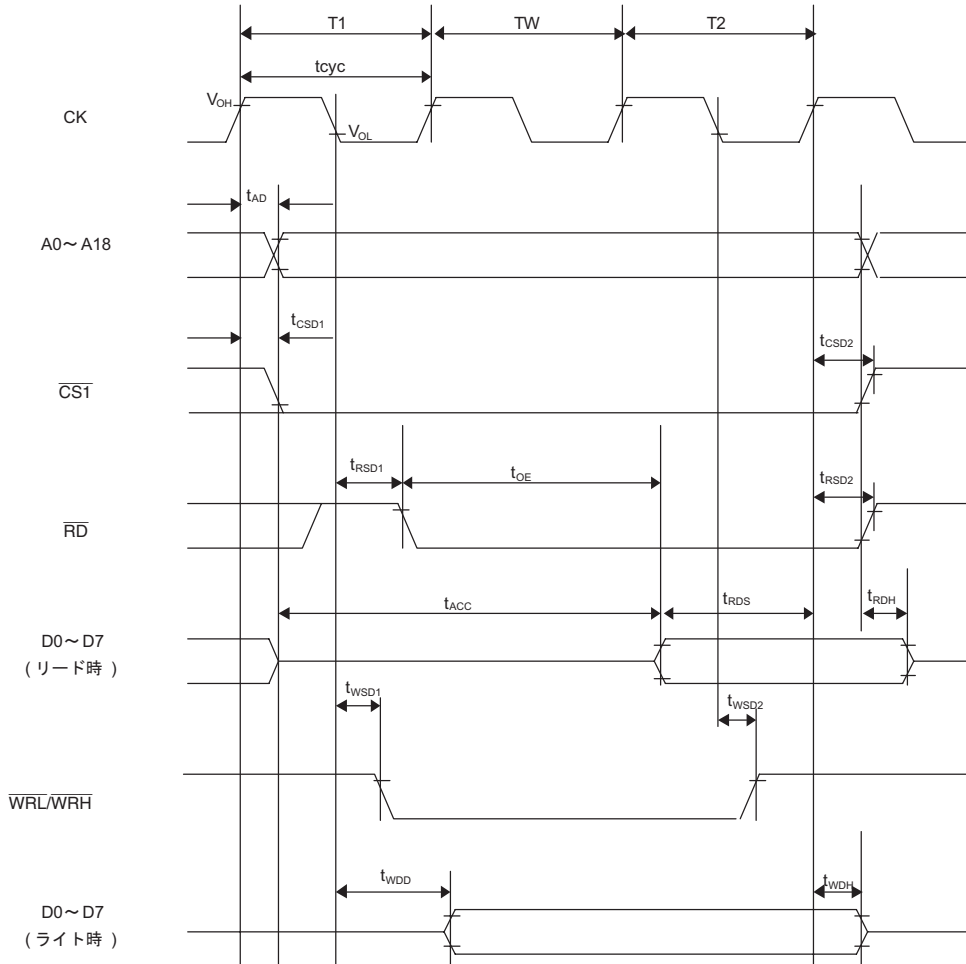 T1 TW T2
tcyc
CK
VOH
VOL
tAD
A0～A18
tCSD1
tCSD2
CS1
tRSD1
tOE
tRSD2
RD
tACC
tRDS
tRDH
D0～D7
(リード時)
tWSD1
tWSD2
WRL/WRH
tWDD
tWDH
D0～D7
(ライト時)